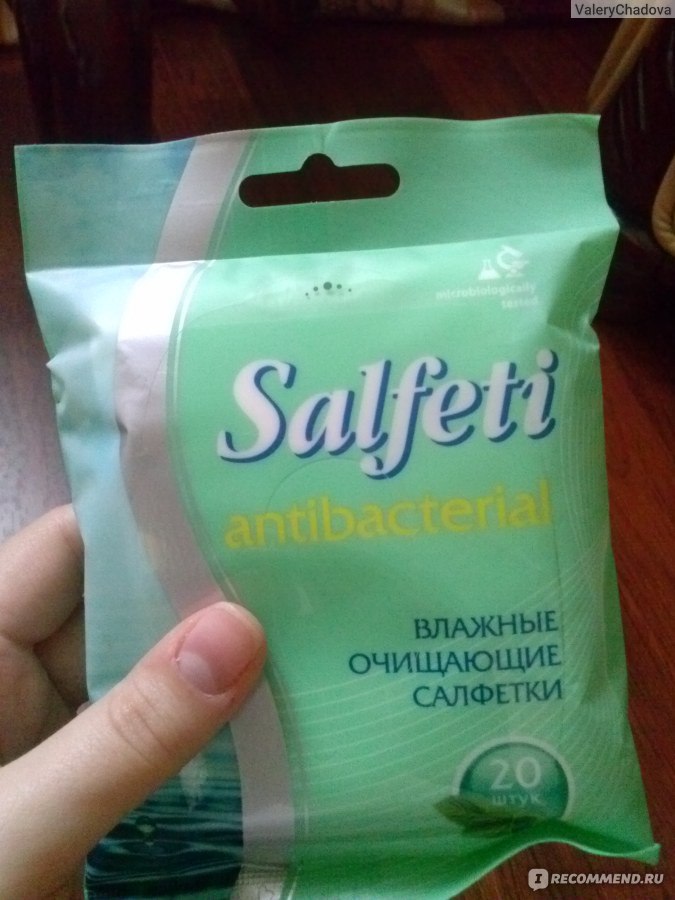 ValeryChadova
microbiologically
tested
Salfeti
antibacterial
ВЛАЖНЫЕ
ОЧИЩАЮЩИЕ
САЛФЕТКИ
20
штук
I RECOMMEND.RU